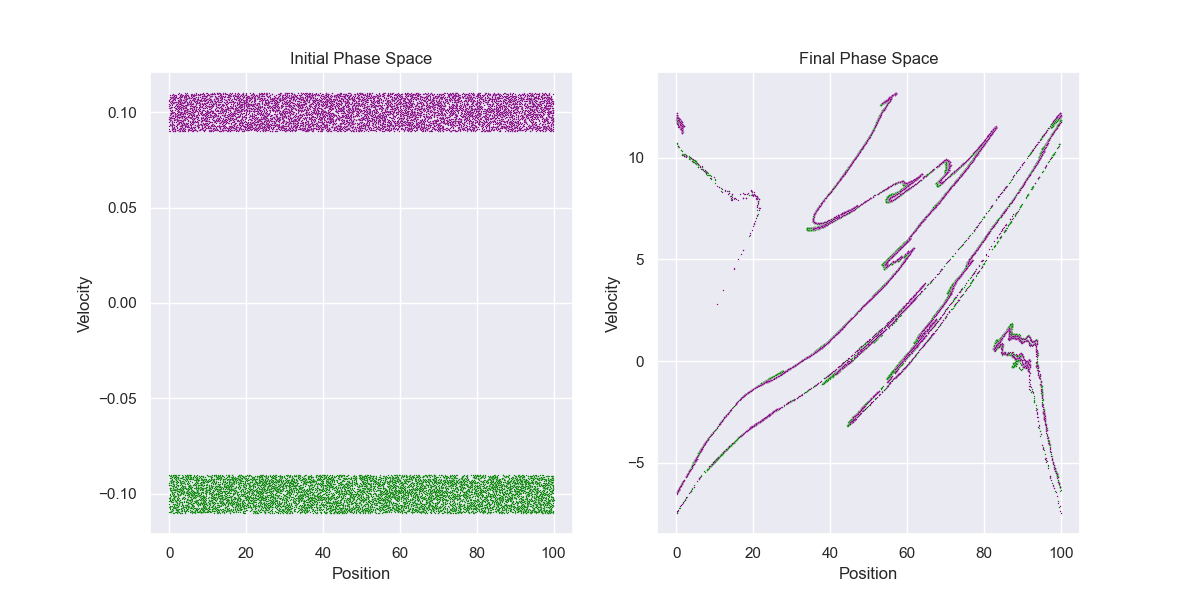 Initial Phase Space
Velocity
0.10
0.05
0.00
−0.05
−0.10
0 20 40 60 80 100
Position
Final Phase Space
Velocity
10
5
0
−5
0 20 40 60 80 100
Position